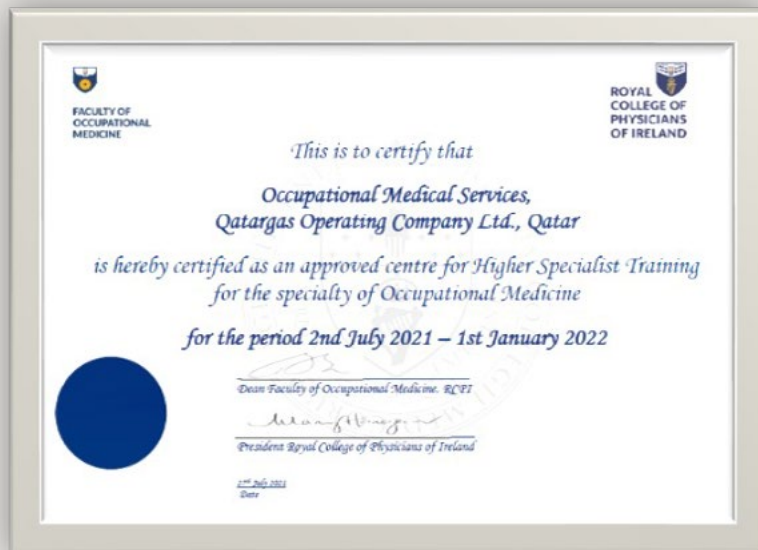 FACULTY OF
OCCUPATIONAL
MEDICINE
ROYAL
COLLEGE OF
PHYSICIANS
OF IRELAND
This is to certify that
Occupational Medical Services,
Qatargas Operating Company Ltd., Qatar
is hereby certified as an approved centre for Higher Specialist Training
for the specialty of Occupational Medicine
for the period 2nd July 2021 – 1st January 2022
Dean Faculty of Occupational Medicine. RCPI
President Royal College of Physicians of Ireland
July 2021
Date